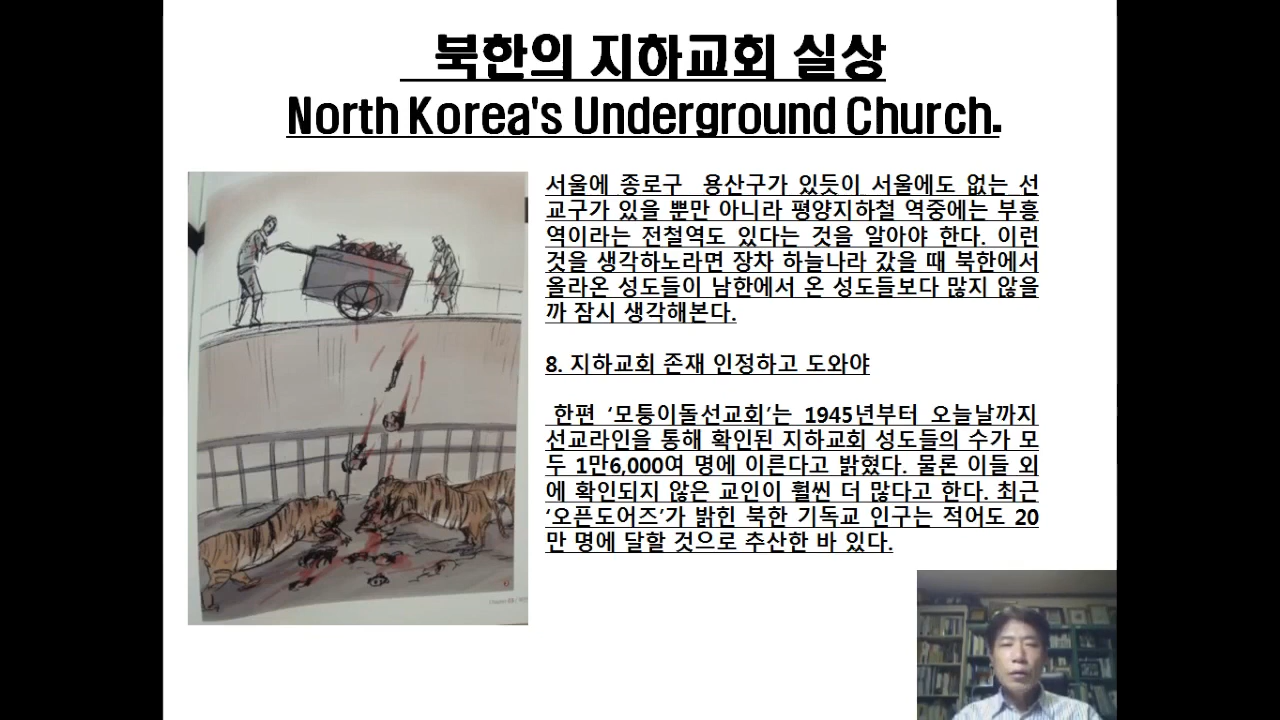 북한의 지하교회 실상
North Korea's Underground Church.
서울에 종로구 용산구가 있듯이 서울에도 없는 선
교구가 있을 뿐만 아니라 평양지하철 역중에는 부흥
역이라는 전철역도 있다는 것을 알아야 한다. 이런
것을 생각하노라면 장차 하늘나라 갔을 때 북한에서
올라온 성도들이 남한에서 온 성도들보다 많지 않을
까 잠시 생각해본다.
8. 지하교회 존재 인정하고 도와야
한편 ‘모퉁이돌선교회’는 1945년부터 오늘날까지
선교라인을 통해 확인된 지하교회 성도들의 수가 모
두 1만6,000여 명에 이른다고 밝혔다. 물론 이들 외
에 확인되지 않은 교인이 훨씬 더 많다고 한다. 최근
‘오픈도어즈’가 밝힌 북한 기독교 인구는 적어도 20
만 명에 달할 것으로 추산한 바 있다.